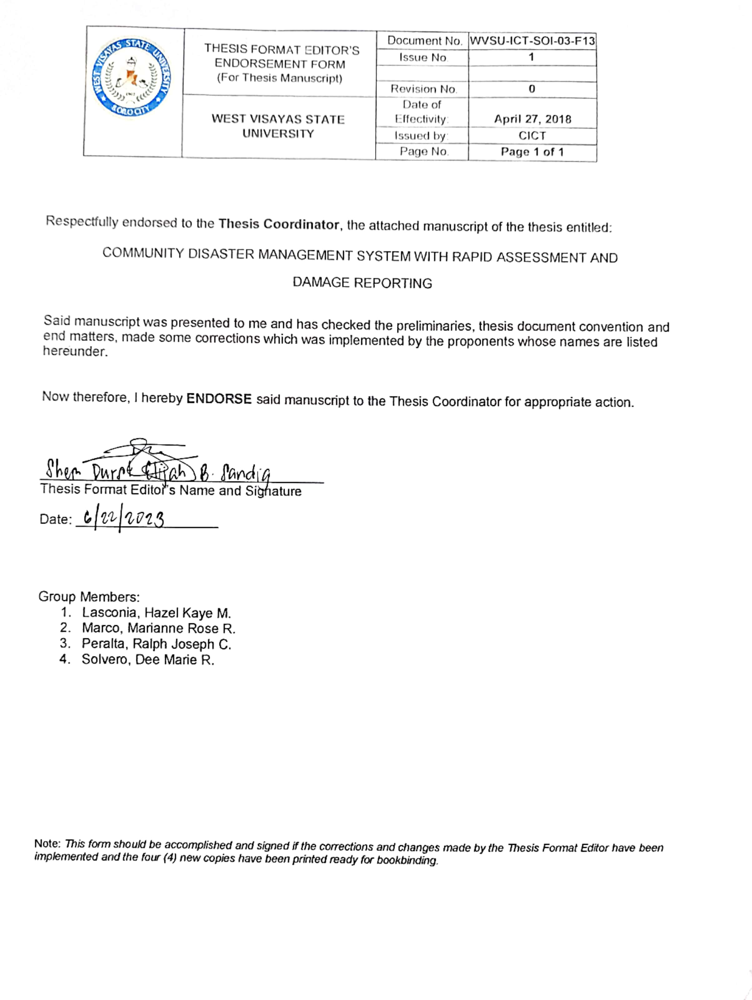 WEST VISAYAS STATE UNIVERSITY
ILOILO CITY
THESIS FORMAT EDITOR'S
ENDORSEMENT FORM
(For Thesis Manuscript)
WEST VISAYAS STATE
UNIVERSITY
Document No. WVSU-ICT-SOI-03-F13
Issue No. 1
Revision No. 0
Date of
Effectivity: April 27, 2018
Issued by: CICT
Page No. Page 1 of 1
Respectfully endorsed to the Thesis Coordinator, the attached manuscript of the thesis entitled:
COMMUNITY DISASTER MANAGEMENT SYSTEM WITH RAPID ASSESSMENT AND
DAMAGE REPORTING
Said manuscript was presented to me and has checked the preliminaries, thesis document convention and
end matters, made some corrections which was implemented by the proponents whose names are listed
hereunder.
Now therefore, I hereby ENDORSE said manuscript to the Thesis Coordinator for appropriate action.
Shem Elijah B. Sandig
Thesis Format Editor's Name and Signature
Date: 6/22/2023
Group Members:
1. Lasconia, Hazel Kaye M.
2. Marco, Marianne Rose R.
3. Peralta, Ralph Joseph C.
4. Solvero, Dee Marie R.
Note: This form should be accomplished and signed if the corrections and changes made by the Thesis Format Editor have been
implemented and the four (4) new copies have been printed ready for bookbinding.